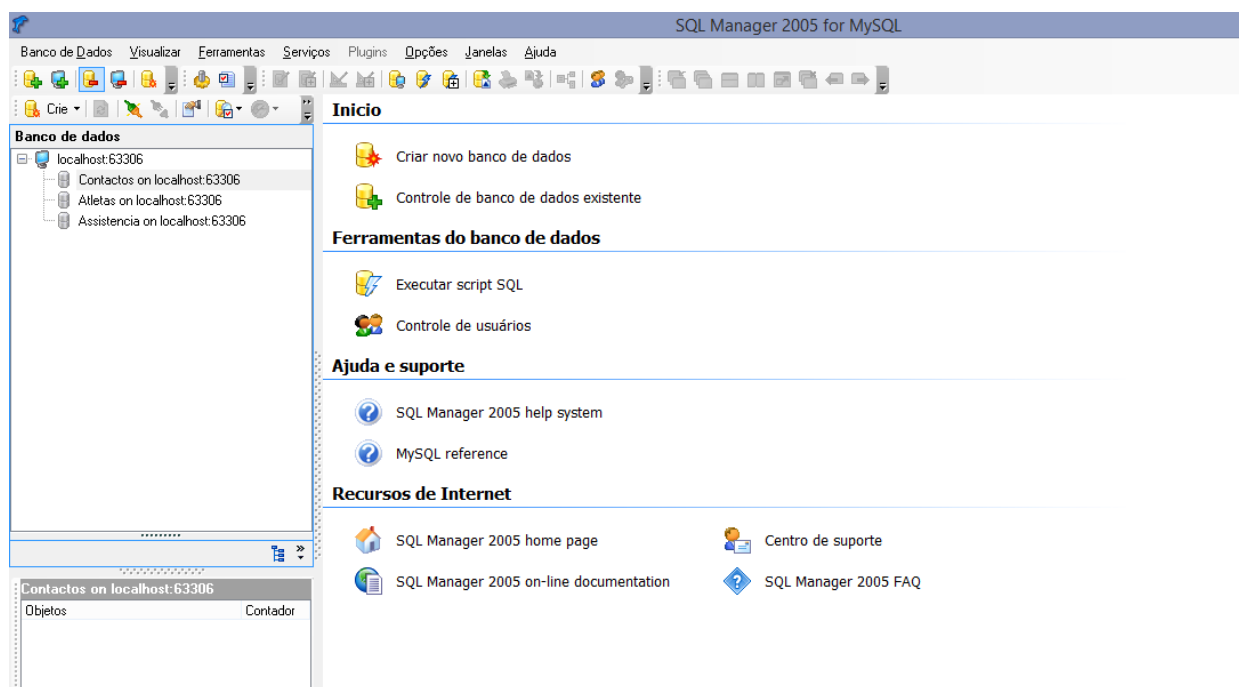 SQL Manager 2005 for MySQL
Banco de Dados Visualizar Ferramentas Serviços Plugins Opções Janelas Ajuda
Crie
Banco de dados
localhost:63306
Contactos on localhost:63306
Atletas on localhost:63306
Assistencia on localhost:63306
Contactos on localhost:63306
Objetos Contador
Inicio
Criar novo banco de dados
Controle de banco de dados existente
Ferramentas do banco de dados
Executar script SQL
Controle de usuários
Ajuda e suporte
SQL Manager 2005 help system
MySQL reference
Recursos de Internet
SQL Manager 2005 home page Centro de suporte
SQL Manager 2005 on-line documentation SQL Manager 2005 FAQ